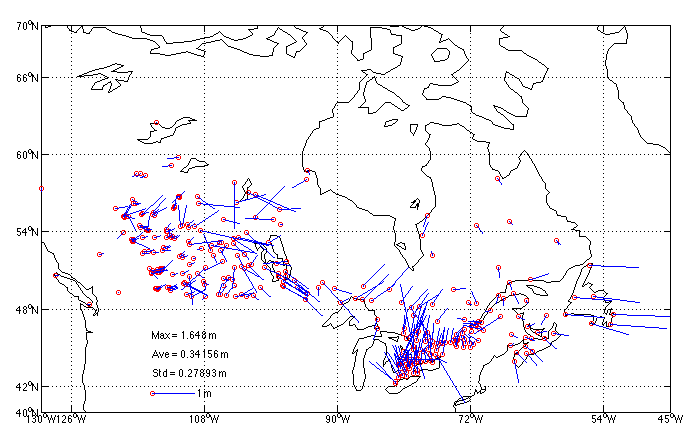 70°N
66°N
60°N
54°N
48°N
42°N
40°N
130°W 126°W 108°W 90°W 72°W 54°W 45°W
Max = 1.648 m
Ave = 0.34156 m
Std = 0.27893 m
1 m